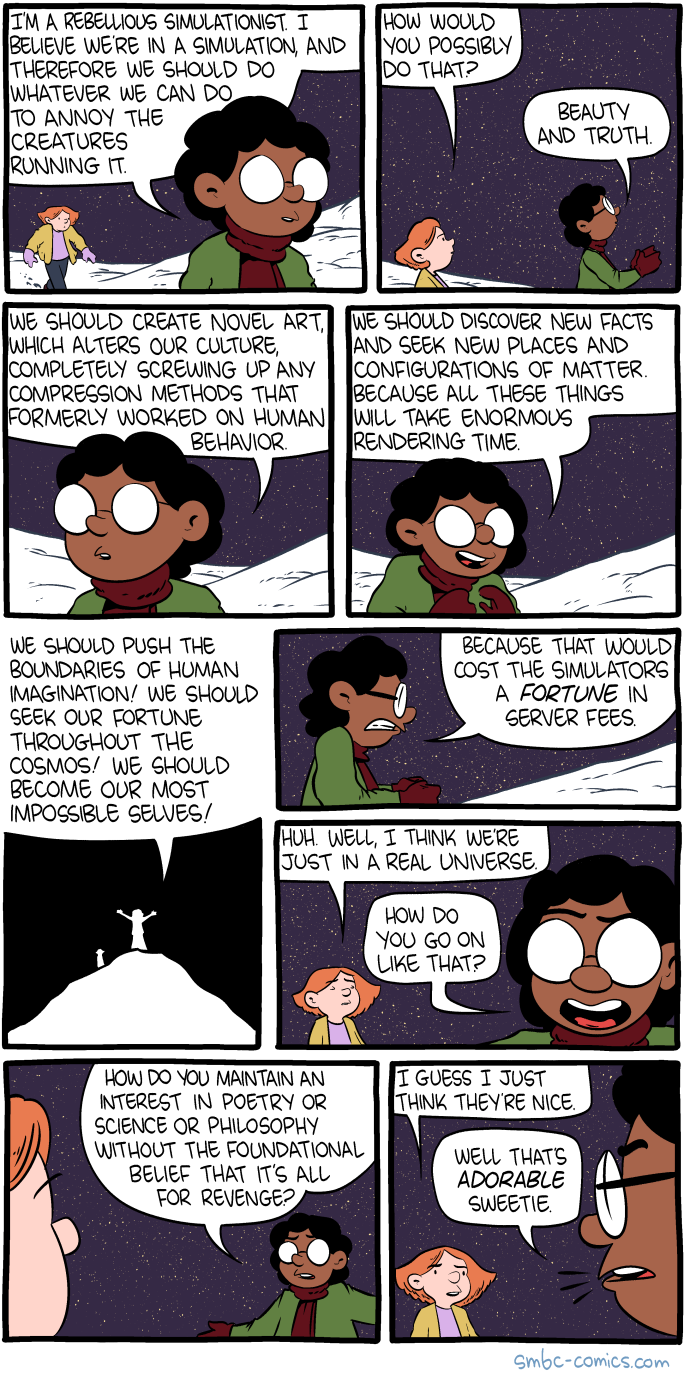 I'M A REBELLIOUS SIMULATIONIST. I
BELIEVE WE'RE IN A SIMULATION, AND
THEREFORE WE SHOULD DO
WHATEVER WE CAN DO
TO ANNOY THE
CREATURES
RUNNING IT.
HOW WOULD
YOU POSSIBLY
DO THAT?
BEAUTY
AND TRUTH.
WE SHOULD CREATE NOVEL ART,
WHICH ALTERS OUR CULTURE,
COMPLETELY SCREWING UP ANY
COMPRESSION METHODS THAT
FORMERLY WORKED ON HUMAN
BEHAVIOR.
WE SHOULD DISCOVER NEW FACTS
AND SEEK NEW PLACES AND
CONFIGURATIONS OF MATTER.
BECAUSE ALL THESE THINGS
WILL TAKE ENORMOUS
RENDERING TIME.
WE SHOULD PUSH THE
BOUNDARIES OF HUMAN
IMAGINATION! WE SHOULD
SEEK OUR FORTUNE
THROUGHOUT THE
COSMOS! WE SHOULD
BECOME OUR MOST
IMPOSSIBLE SELVES!
BECAUSE THAT WOULD
COST THE SIMULATORS
A FORTUNE IN
SERVER FEES.
HUH. WELL, I THINK WE'RE
JUST IN A REAL UNIVERSE.
HOW DO
YOU GO ON
LIKE THAT?
HOW DO YOU MAINTAIN AN
INTEREST IN POETRY OR
SCIENCE OR PHILOSOPHY
WITHOUT THE FOUNDATIONAL
BELIEF THAT IT'S ALL
FOR REVENGE?
I GUESS I JUST
THINK THEY'RE NICE.
WELL THAT'S
ADORABLE
SWEETIE.
smbc-comics.com